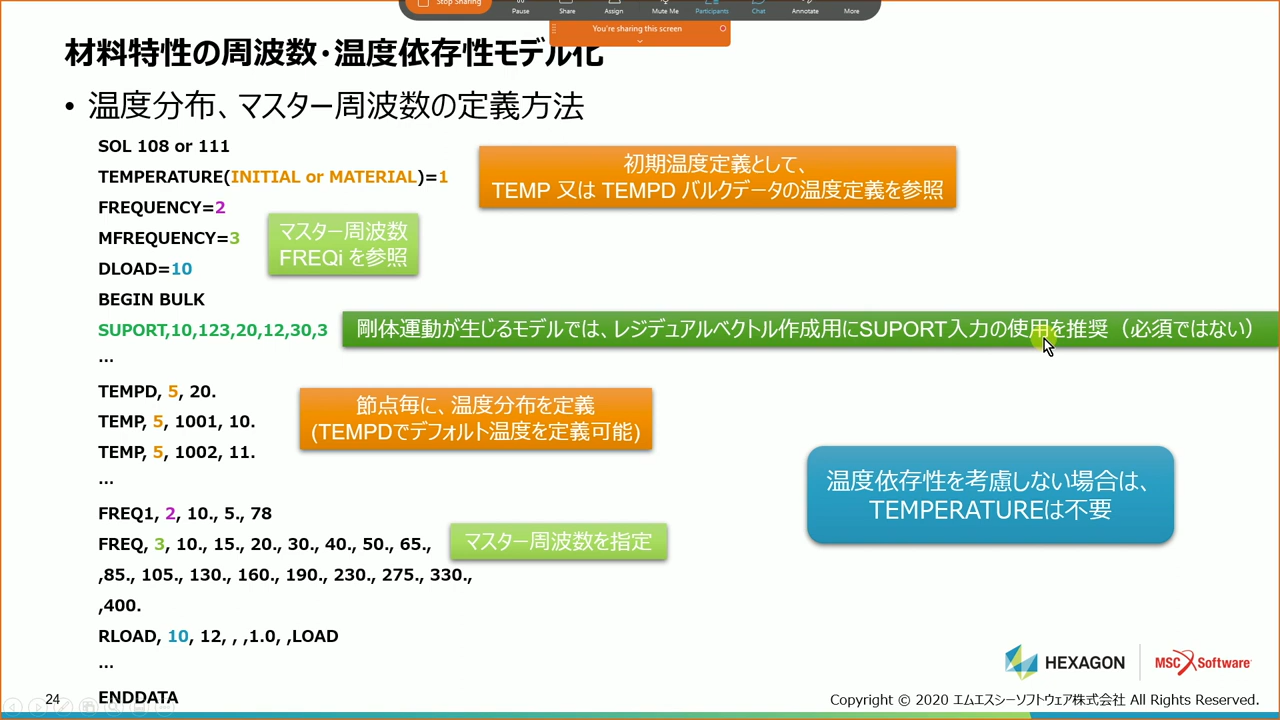 Stop Sharing
Pause
Share
Assign
Mute Me
Participants
Chat
Annotate
More
You're sharing this screen
材料特性の周波数・温度依存性モデル化
• 温度分布、マスター周波数の定義方法
SOL 108 or 111
TEMPERATURE(INITIAL or MATERIAL)=1
初期温度定義として、
TEMP 又は TEMPD バルクデータの温度定義を参照
FREQUENCY=2
MFREQUENCY=3
マスター周波数
FREQi を参照
DLOAD=10
BEGIN BULK
SUPORT,10,123,20,12,30,3
剛体運動が生じるモデルでは、レジデュアルベクトル作成用にSUPORT入力の使用を推奨（必須ではない）
...
TEMPD, 5, 20.
TEMP, 5, 1001, 10.
TEMP, 5, 1002, 11.
節点毎に、温度分布を定義
(TEMPDでデフォルト温度を定義可能)
...
温度依存性を考慮しない場合は、
TEMPERATUREは不要
FREQ1, 2, 10., 5., 78
FREQ, 3, 10., 15., 20., 30., 40., 50., 65.,
マスター周波数を指定
,85., 105., 130., 160., 190., 230., 275., 330.,
,400.
RLOAD, 10, 12, , ,1.0, ,LOAD
...
ENDDATA
HEXAGON
MSC Software
24
Copyright © 2020 エムエスシーソフトウェア株式会社 All Rights Reserved.